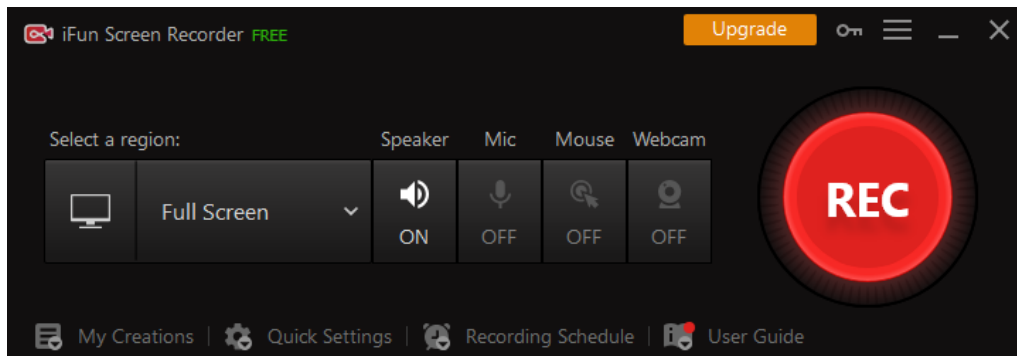 iFun Screen Recorder FREE Upgrade
Select a region: Speaker Mic Mouse Webcam
Full Screen ON OFF OFF OFF
REC
My Creations | Quick Settings | Recording Schedule | User Guide